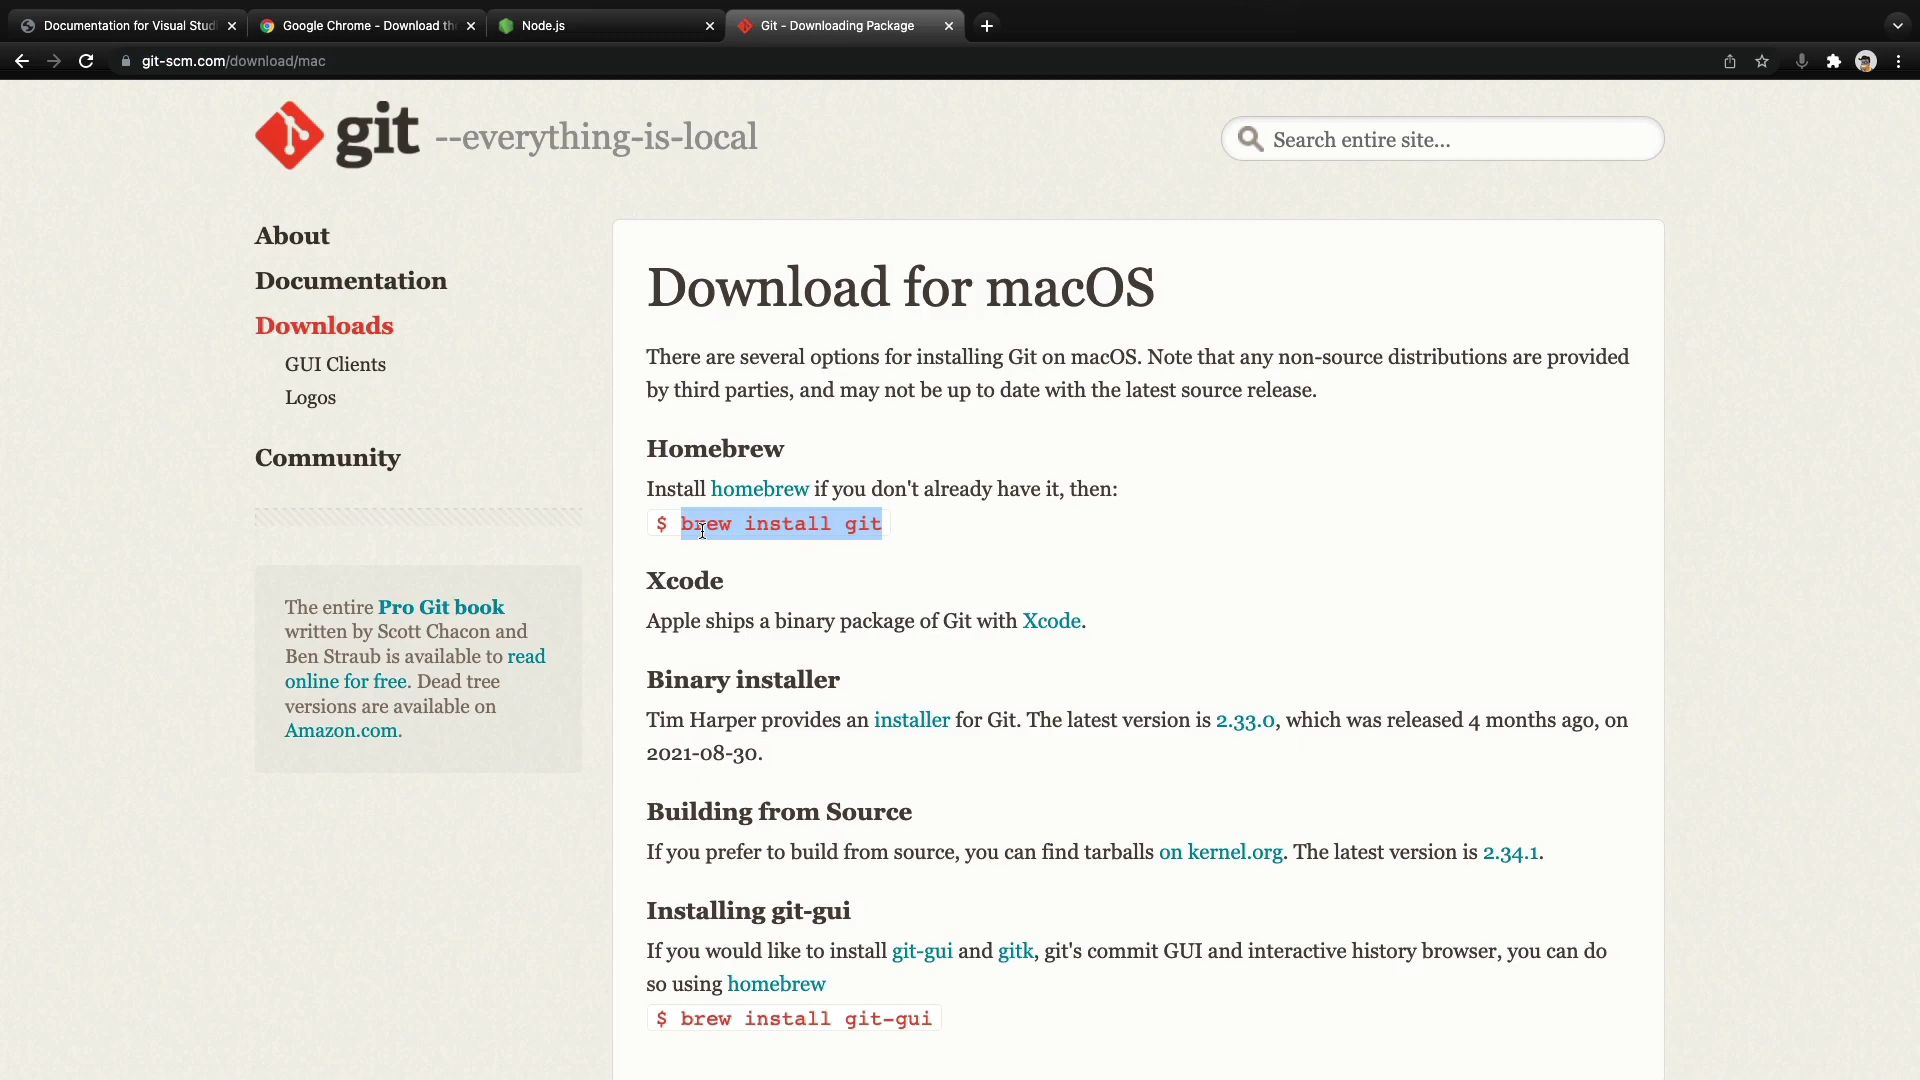 Documentation for Visual Stud
Google Chrome - Download th
Node.js
Git - Downloading Package
git-scm.com/download/mac
git --everything-is-local
Search entire site...
About
Documentation
Downloads
GUI Clients
Logos
Community
The entire Pro Git book
written by Scott Chacon and
Ben Straub is available to read
online for free. Dead tree
versions are available on
Amazon.com.
Download for macOS
There are several options for installing Git on macOS. Note that any non-source distributions are provided
by third parties, and may not be up to date with the latest source release.
Homebrew
Install homebrew if you don't already have it, then:
$ brew install git
Xcode
Apple ships a binary package of Git with Xcode.
Binary installer
Tim Harper provides an installer for Git. The latest version is 2.33.0, which was released 4 months ago, on
2021-08-30.
Building from Source
If you prefer to build from source, you can find tarballs on kernel.org. The latest version is 2.34.1.
Installing git-gui
If you would like to install git-gui and gitk, git's commit GUI and interactive history browser, you can do
so using homebrew
$ brew install git-gui